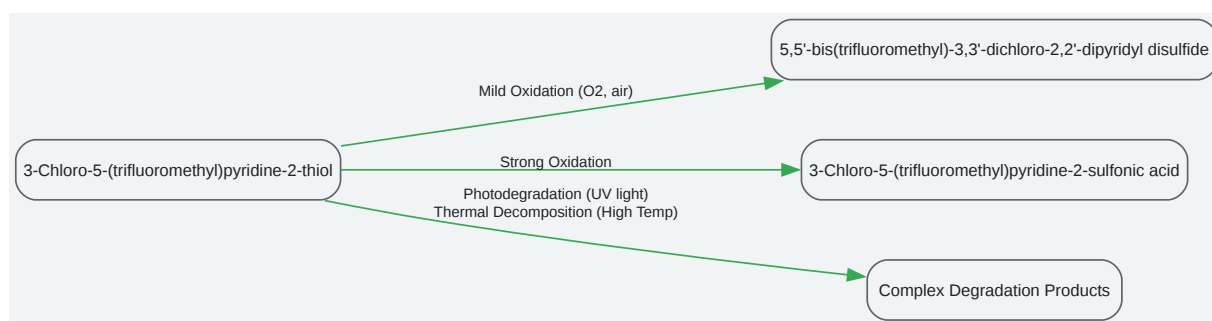 5,5'-bis(trifluoromethyl)-3,3'-dichloro-2,2'-dipyridyl disulfide
Mild Oxidation (O2, air)
3-Chloro-5-(trifluoromethyl)pyridine-2-thiol
Strong Oxidation
3-Chloro-5-(trifluoromethyl)pyridine-2-sulfonic acid
Photodegradation (UV light)
Thermal Decomposition (High Temp)
Complex Degradation Products